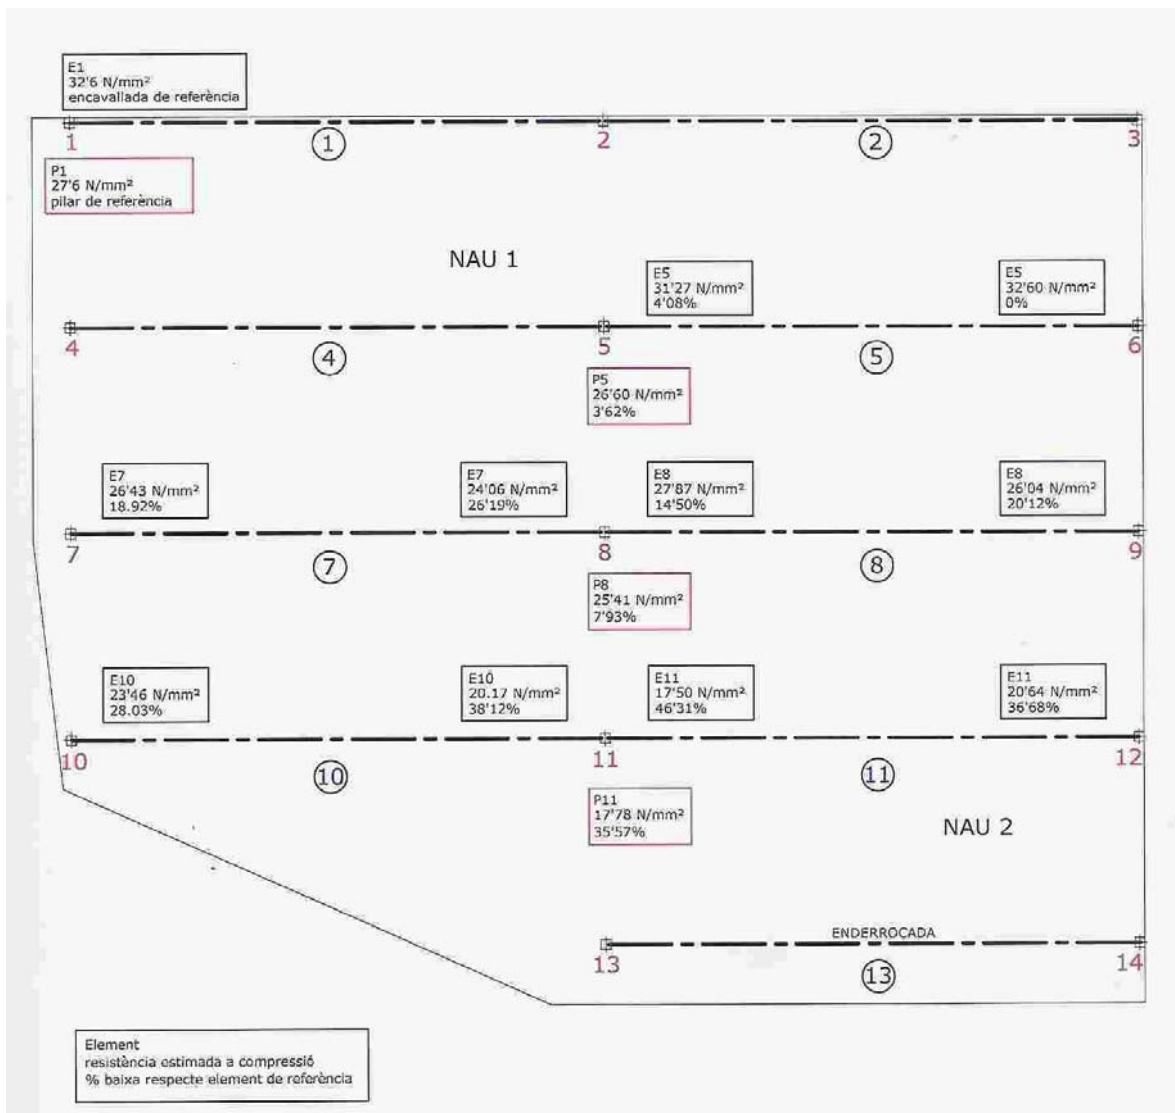 E1
32'6 N/mm²
encavallada de referència
1
1
2
2
3
P1
27'6 N/mm²
pilar de referència
NAU 1
E5
31'27 N/mm²
4'08%
E5
32'60 N/mm²
0%
4
4
5
5
6
P5
26'60 N/mm²
3'62%
E7
26'43 N/mm²
18.92%
E7
24'06 N/mm²
26'19%
E8
27'87 N/mm²
14'50%
E8
26'04 N/mm²
20'12%
7
7
8
8
9
P8
25'41 N/mm²
7'93%
E10
23'46 N/mm²
28.03%
E10
20.17 N/mm²
38'12%
E11
17'50 N/mm²
46'31%
E11
20'64 N/mm²
36'68%
10
10
11
11
12
P11
17'78 N/mm²
35'57%
NAU 2
ENDERROCADA
13
13
14
Element
resistència estimada a compressió
% baixa respecte element de referència